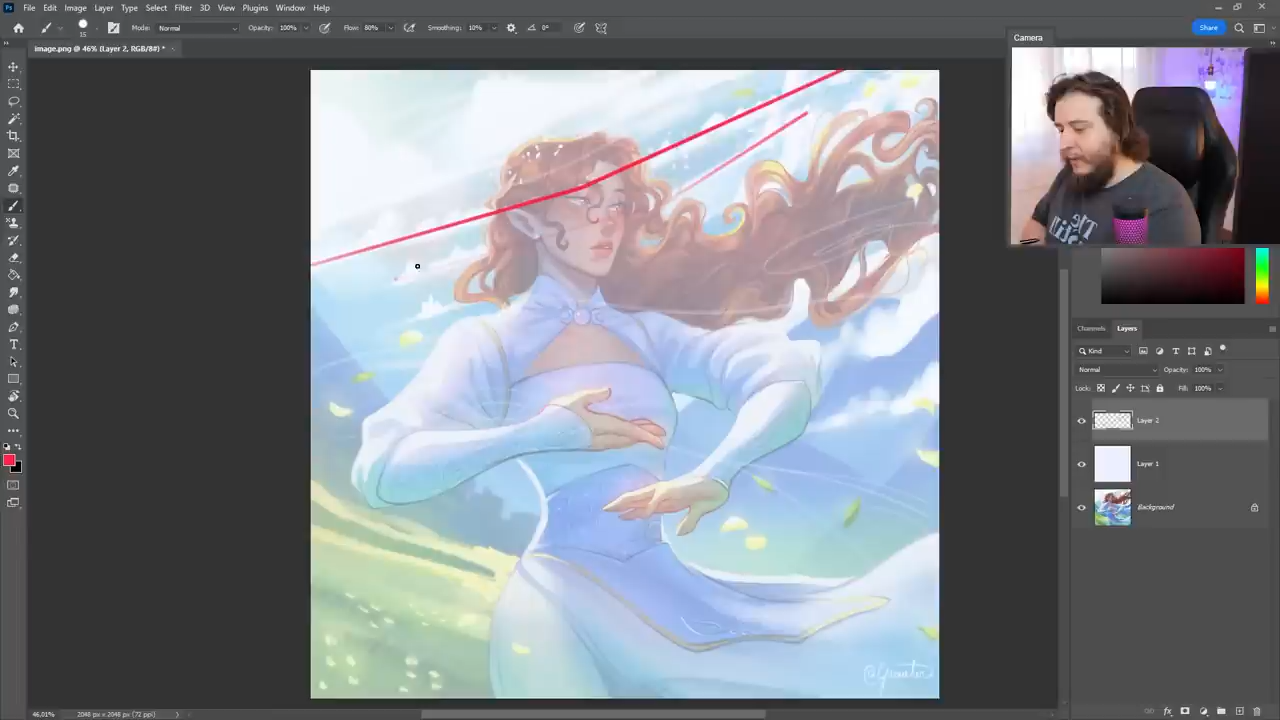 File Edit Image Layer Type Select Filter 3D View Plugins Window Help
15 Mode: Normal Opacity: 100% Flow: 80% Smoothing: 10% 0° Share
image.png @ 46% (Layer 2, RGB/8#) *
Camera
Channels Layers
Kind
Normal Opacity: 100%
Lock: Fill: 100%
Layer 2
Layer 1
Background
46,01% 2048 px x 2048 px (72 ppi)